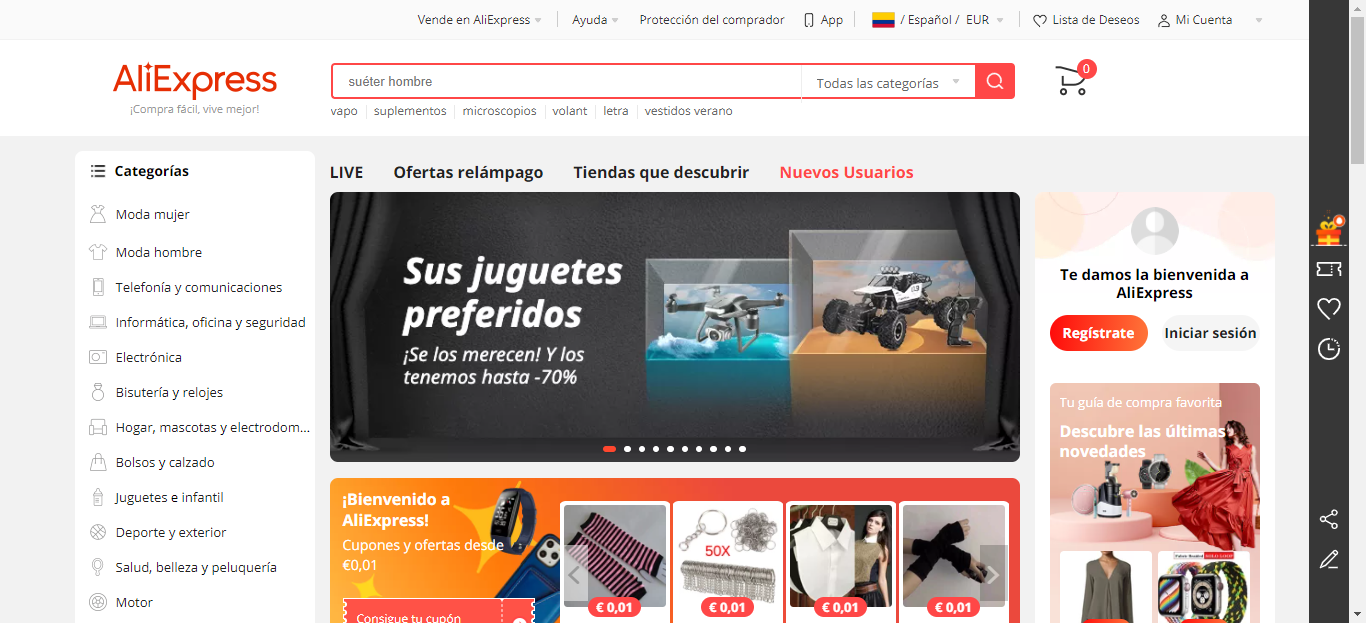 Vende en AliExpress
Ayuda
Protección del comprador
App
/ Español / EUR
Lista de Deseos
Mi Cuenta
AliExpress
¡Compra fácil, vive mejor!
suéter hombre
Todas las categorías
0
vapo
suplementos
microscopios
volant
letra
vestidos verano
Categorías
Moda mujer
Moda hombre
Telefonía y comunicaciones
Informática, oficina y seguridad
Electrónica
Bisutería y relojes
Hogar, mascotas y electrodom...
Bolsos y calzado
Juguetes e infantil
Deporte y exterior
Salud, belleza y peluquería
Motor
LIVE
Ofertas relámpago
Tiendas que descubrir
Nuevos Usuarios
Sus juguetes
preferidos
¡Se los merecen! Y los
tenemos hasta -70%
¡Bienvenido a
AliExpress!
Cupones y ofertas desde
€0,01
Consigue tu cupón
€ 0,01
50X
€ 0,01
€ 0,01
€ 0,01
Te damos la bienvenida a
AliExpress
Regístrate
Iniciar sesión
Tu guía de compra favorita
Descubre las últimas
novedades